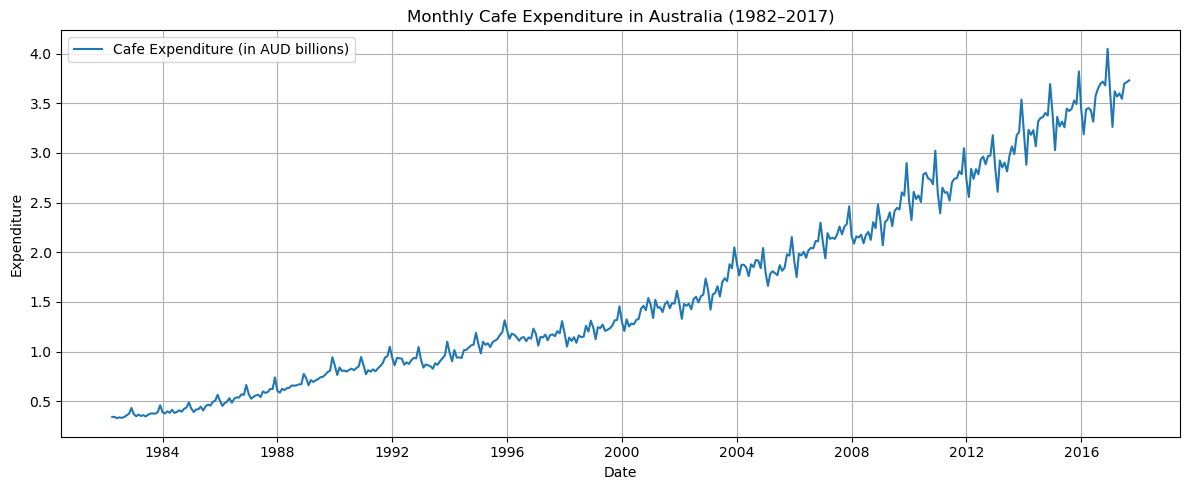 Monthly Cafe Expenditure in Australia (1982–2017)
Cafe Expenditure (in AUD billions)
4.0
3.5
3.0
2.5
2.0
1.5
1.0
0.5
Expenditure
1984 1988 1992 1996 2000 2004 2008 2012 2016
Date